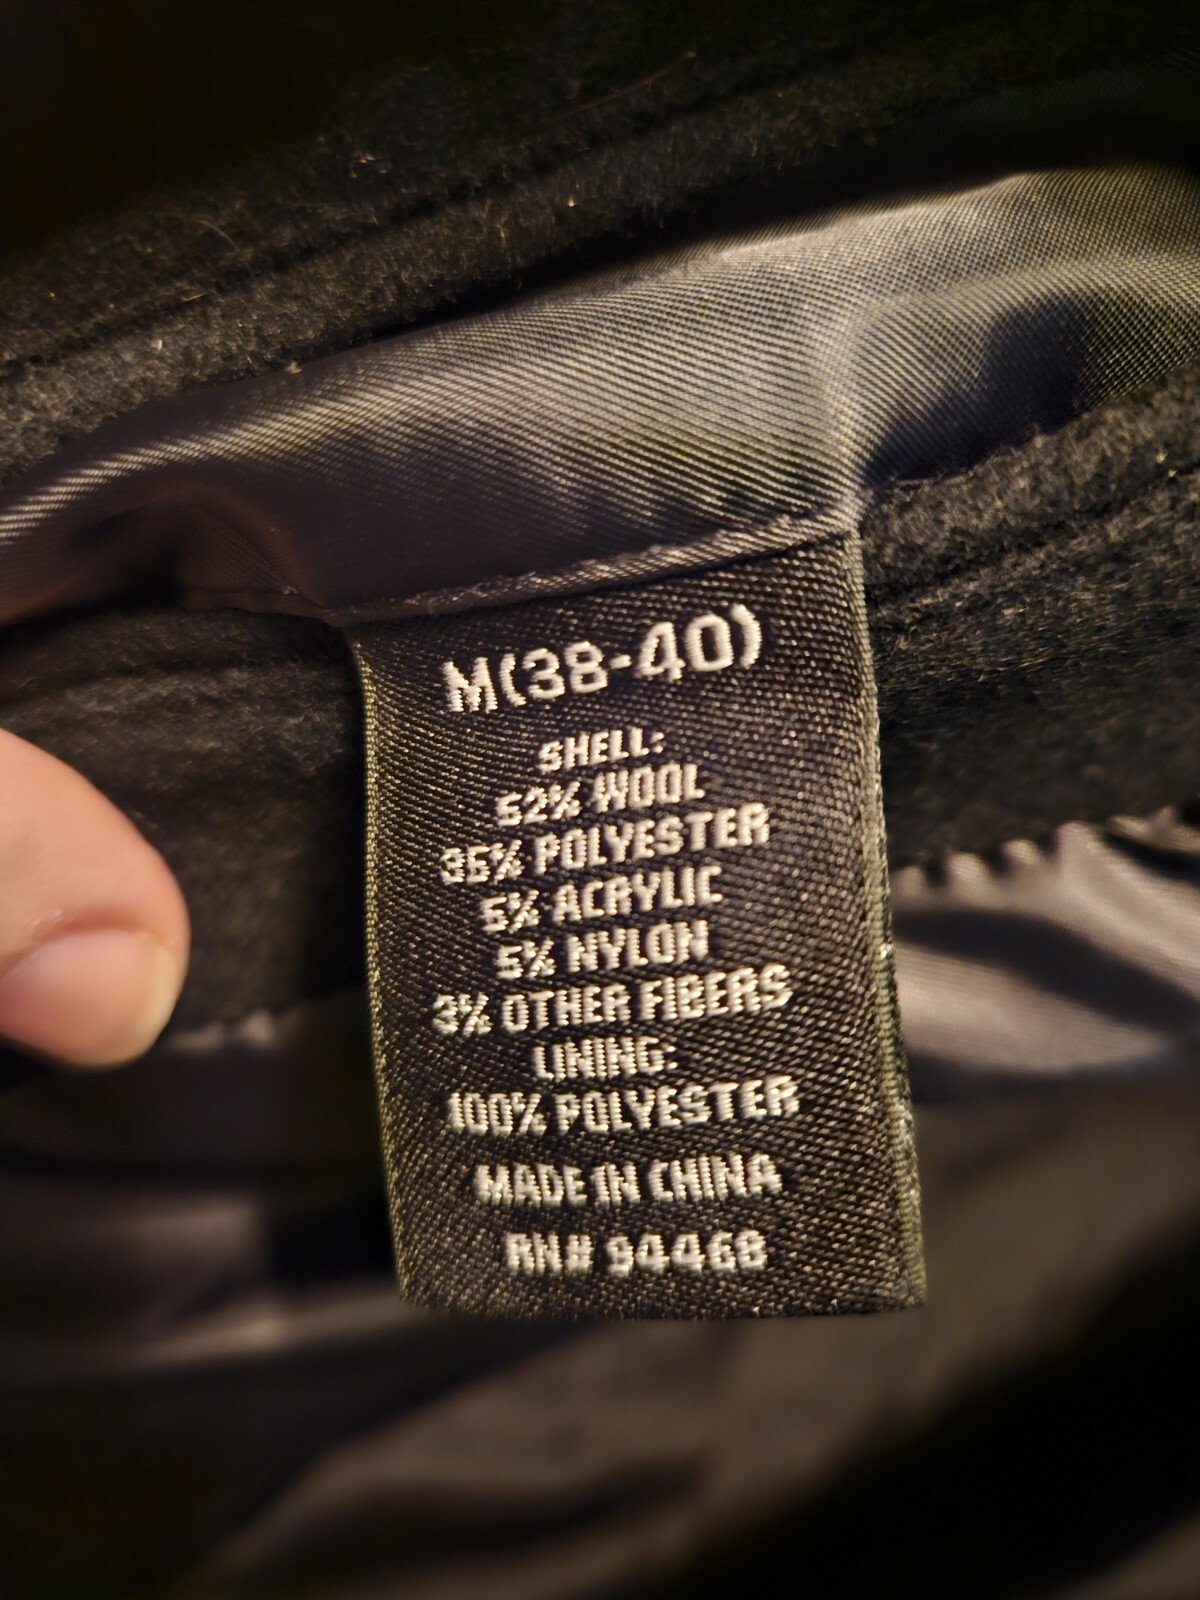 M(38-40)
SHELL:
52% WOOL
35% POLYESTER
5% ACRYLIC
5% NYLON
3% OTHER FIBERS
LINING:
100% POLYESTER
MADE IN CHINA
RN# 94468